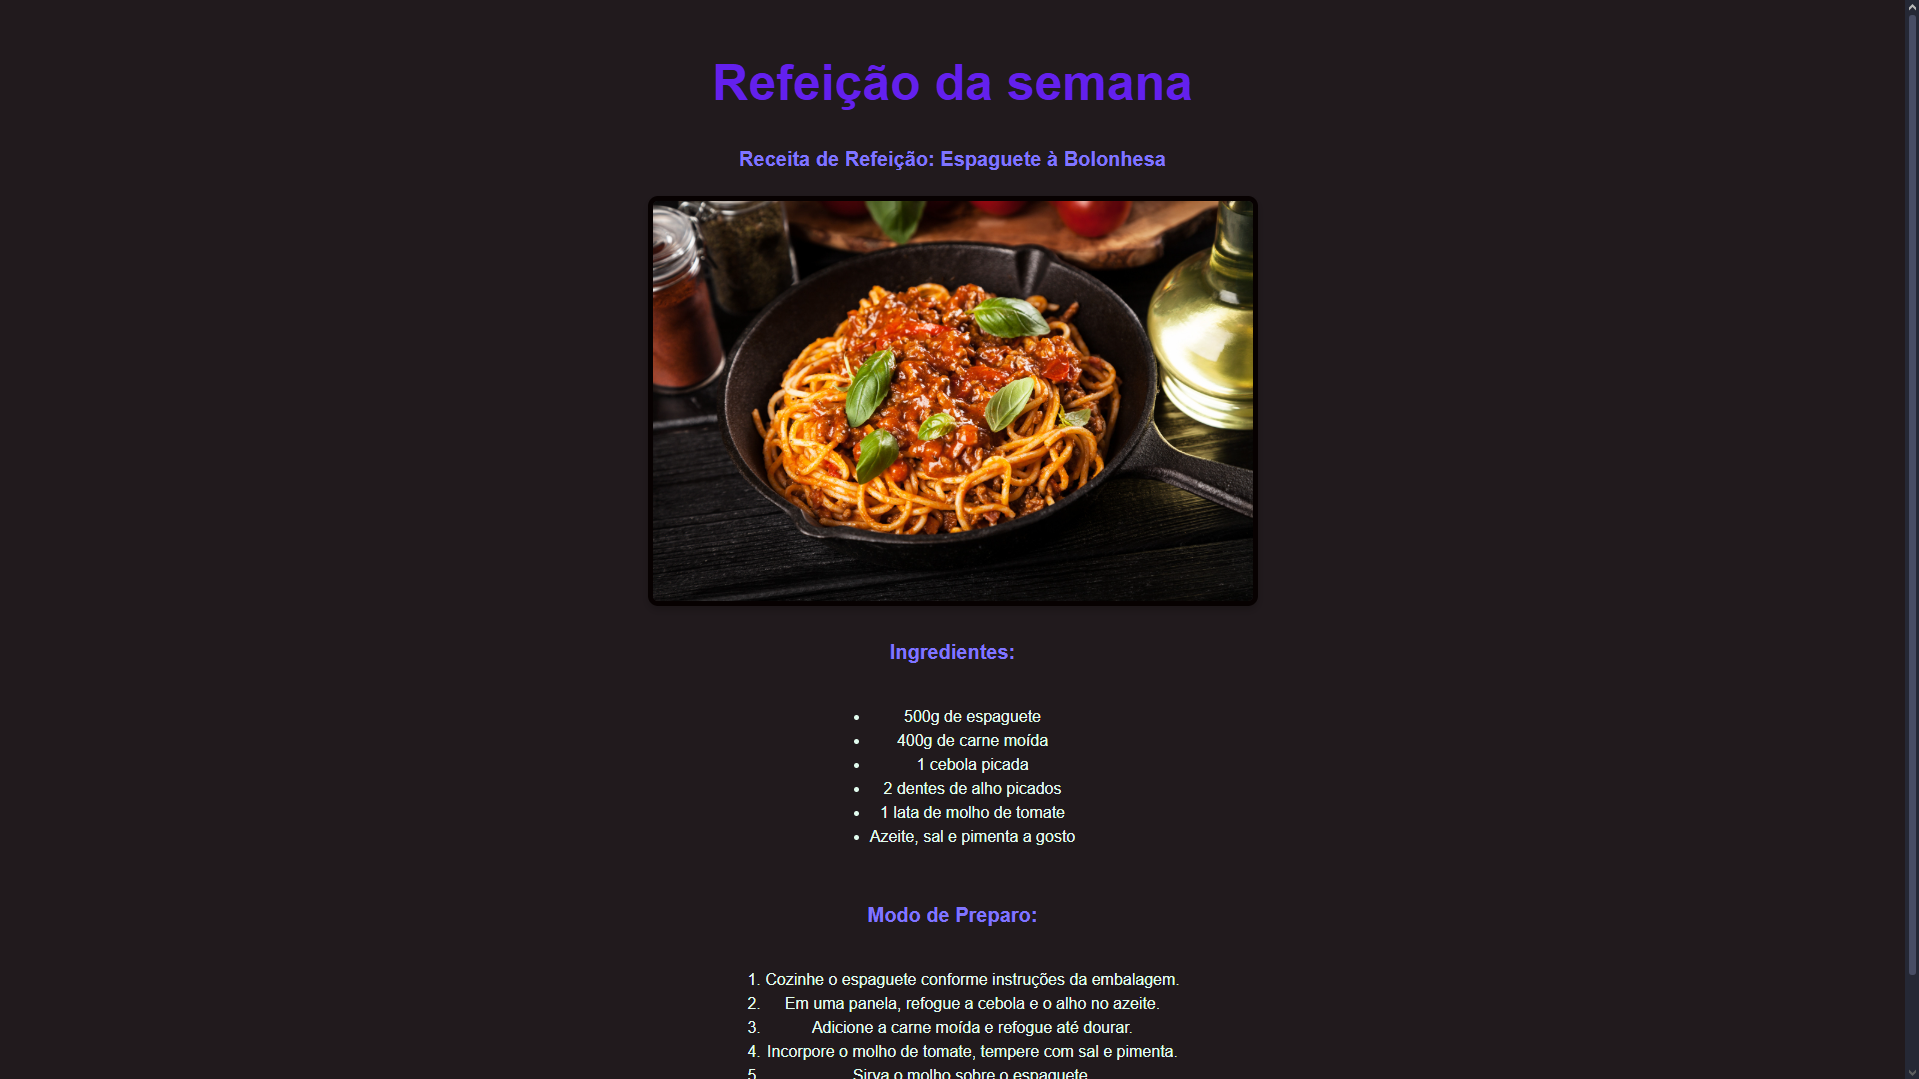 Refeição da semana
Receita de Refeição: Espaguete à Bolonhesa
Ingredientes:
• 500g de espaguete
• 400g de carne moída
• 1 cebola picada
• 2 dentes de alho picados
• 1 lata de molho de tomate
• Azeite, sal e pimenta a gosto
Modo de Preparo:
1. Cozinhe o espaguete conforme instruções da embalagem.
2. Em uma panela, refogue a cebola e o alho no azeite.
3. Adicione a carne moída e refogue até dourar.
4. Incorpore o molho de tomate, tempere com sal e pimenta.
5. Sirva o molho sobre o espaguete.